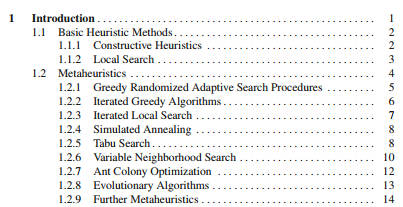 1 Introduction . . . . . . . . . . . . . . . . . . . . . . . . . . . . . . . . . . . . . . . . . . . . . . . 1
1.1 Basic Heuristic Methods . . . . . . . . . . . . . . . . . . . . . . . . . . . . . . . . . . 2
1.1.1 Constructive Heuristics . . . . . . . . . . . . . . . . . . . . . . . . . . . . 2
1.1.2 Local Search . . . . . . . . . . . . . . . . . . . . . . . . . . . . . . . . . . . . . 3
1.2 Metaheuristics . . . . . . . . . . . . . . . . . . . . . . . . . . . . . . . . . . . . . . . . . . 4
1.2.1 Greedy Randomized Adaptive Search Procedures . . . . . . . . . 5
1.2.2 Iterated Greedy Algorithms . . . . . . . . . . . . . . . . . . . . . . . . . 6
1.2.3 Iterated Local Search . . . . . . . . . . . . . . . . . . . . . . . . . . . . . . 7
1.2.4 Simulated Annealing . . . . . . . . . . . . . . . . . . . . . . . . . . . . . . 8
1.2.5 Tabu Search . . . . . . . . . . . . . . . . . . . . . . . . . . . . . . . . . . . . . . 8
1.2.6 Variable Neighborhood Search . . . . . . . . . . . . . . . . . . . . . . . 10
1.2.7 Ant Colony Optimization . . . . . . . . . . . . . . . . . . . . . . . . . . 12
1.2.8 Evolutionary Algorithms . . . . . . . . . . . . . . . . . . . . . . . . . . . 13
1.2.9 Further Metaheuristics . . . . . . . . . . . . . . . . . . . . . . . . . . . . . 14